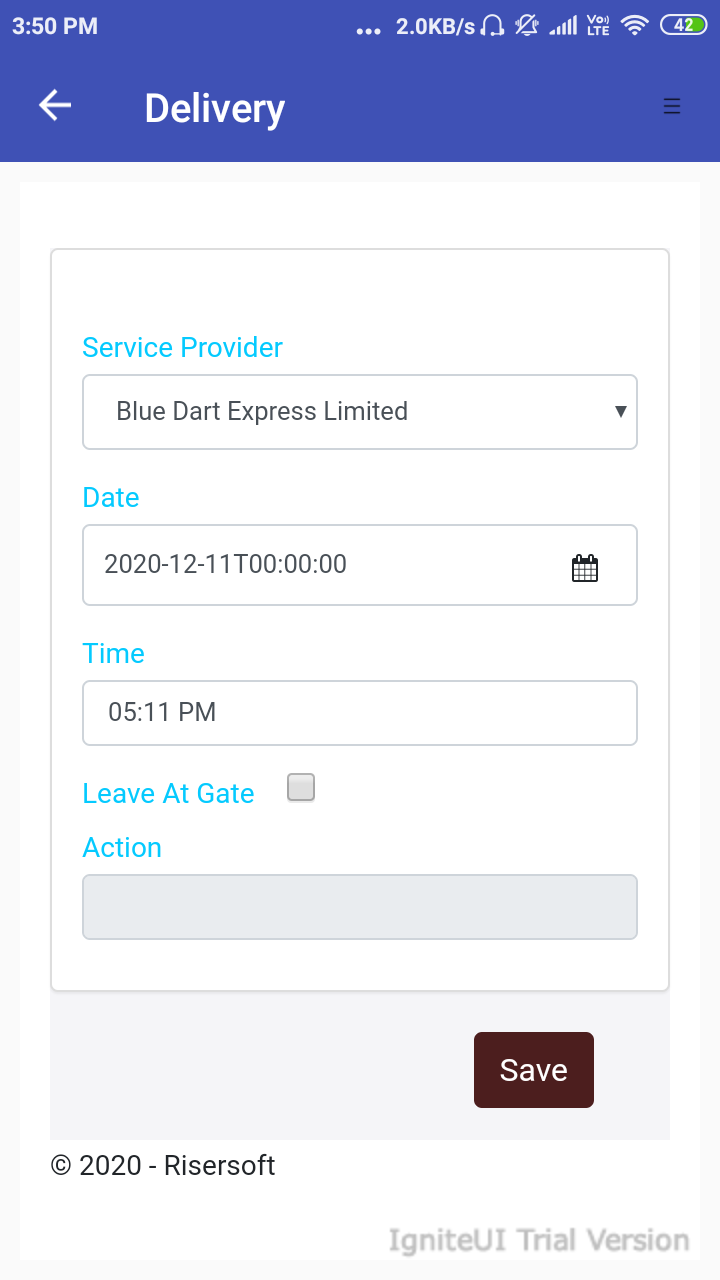 3:50 PM ... 2.0KB/s Vo) LTE 42
Delivery
Service Provider
Blue Dart Express Limited
Date
2020-12-11T00:00:00
Time
05:11 PM
Leave At Gate
Action
Save
© 2020 - Risersoft
IgniteUI Trial Version